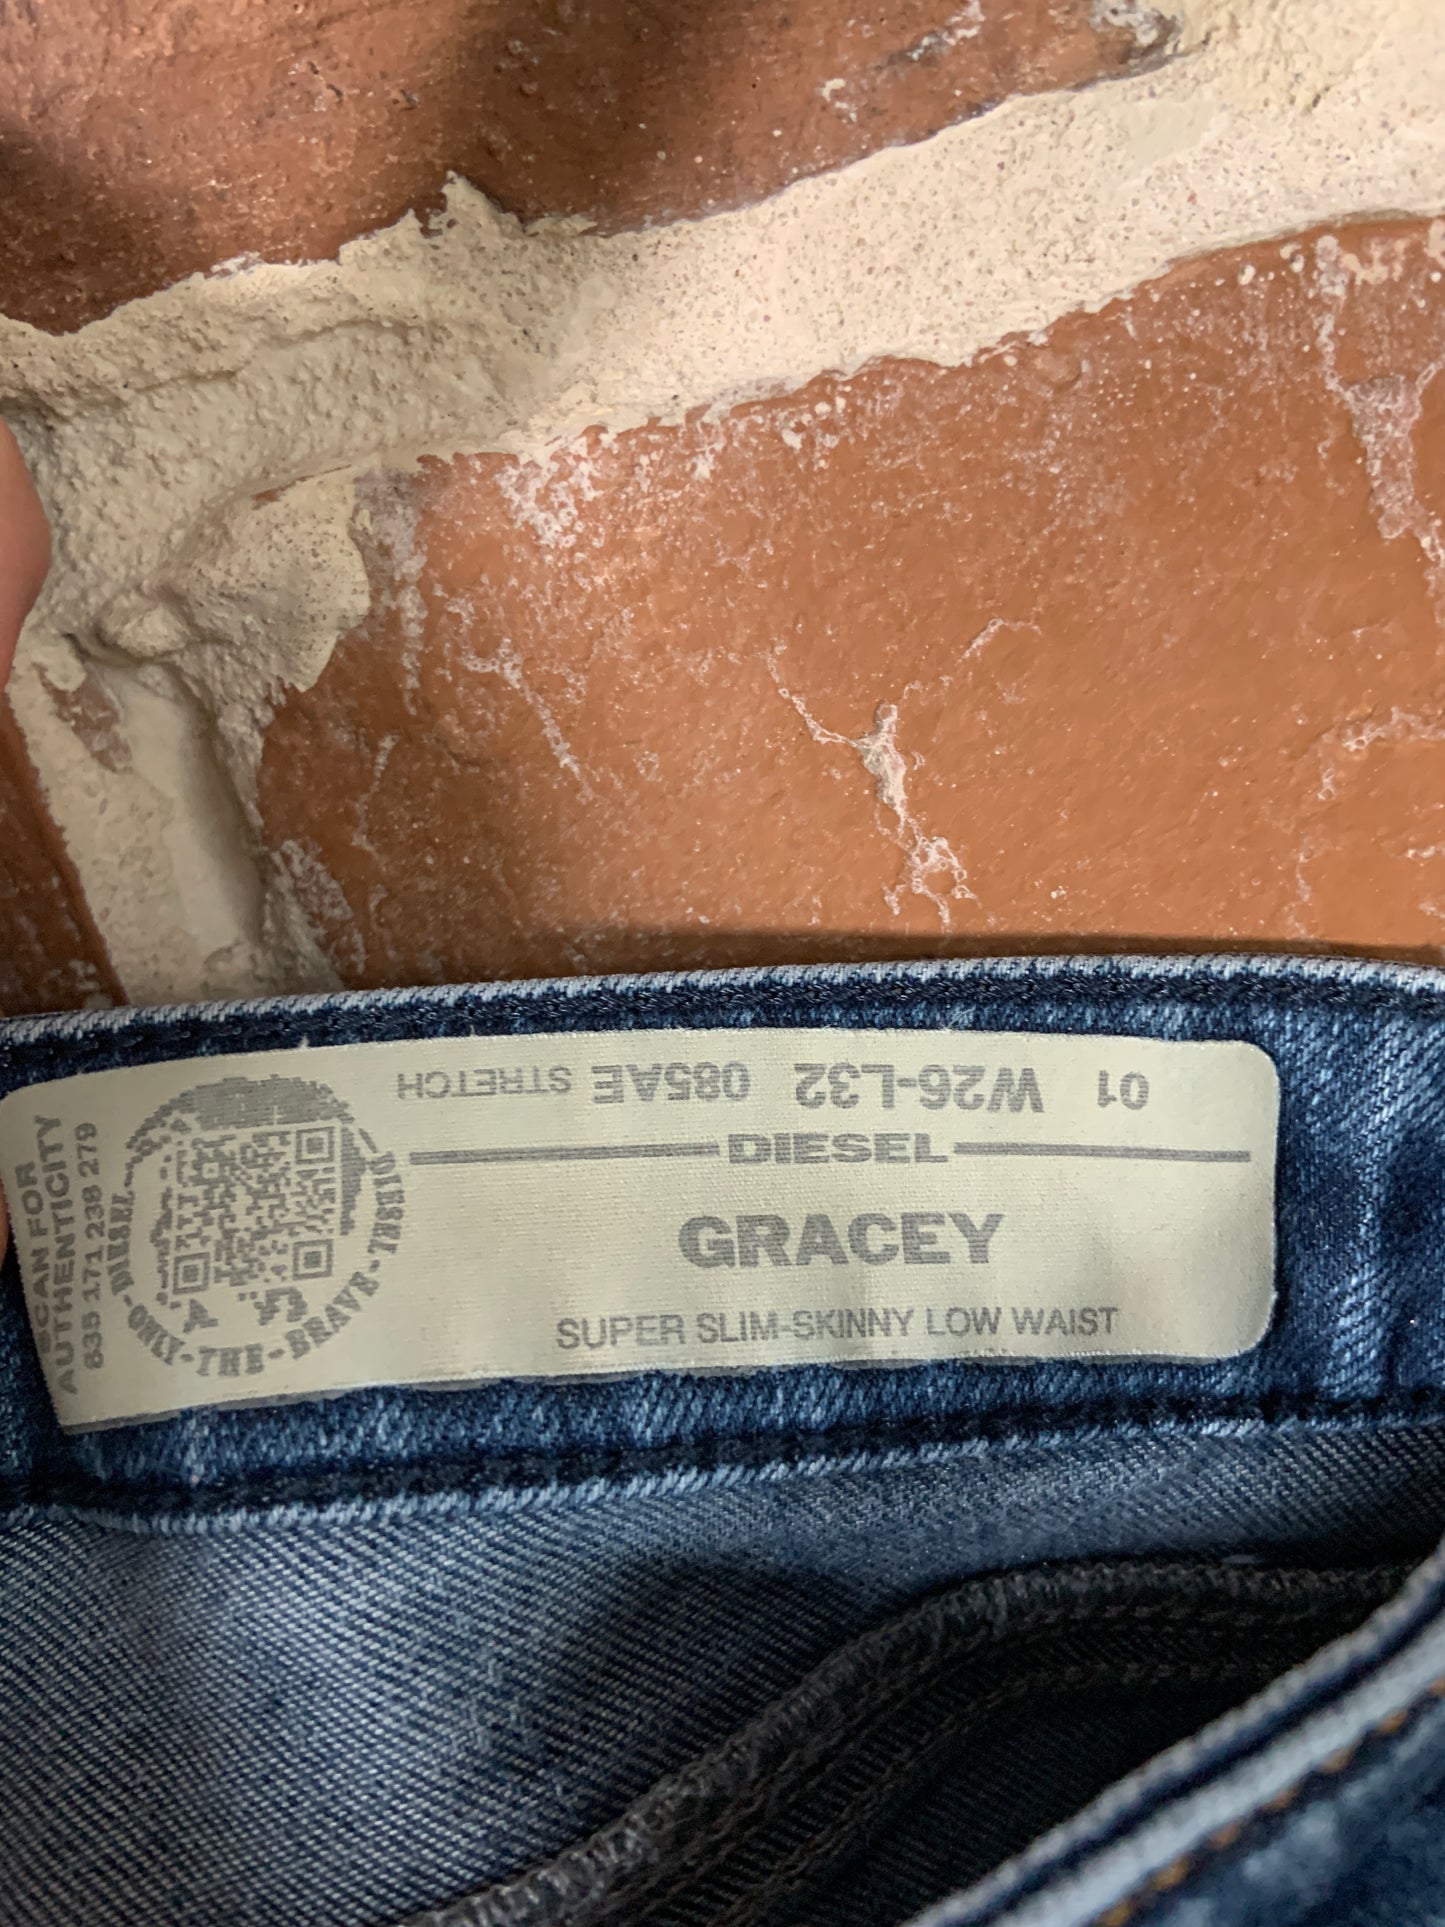 01 W26-L32 085AE STRETCH
DIESEL
GRACEY
SUPER SLIM-SKINNY LOW WAIST
SCAN FOR
AUTHENTICITY
835 171 238 279
DIESEL-ONLY-THE-BRAVE-DIESEL